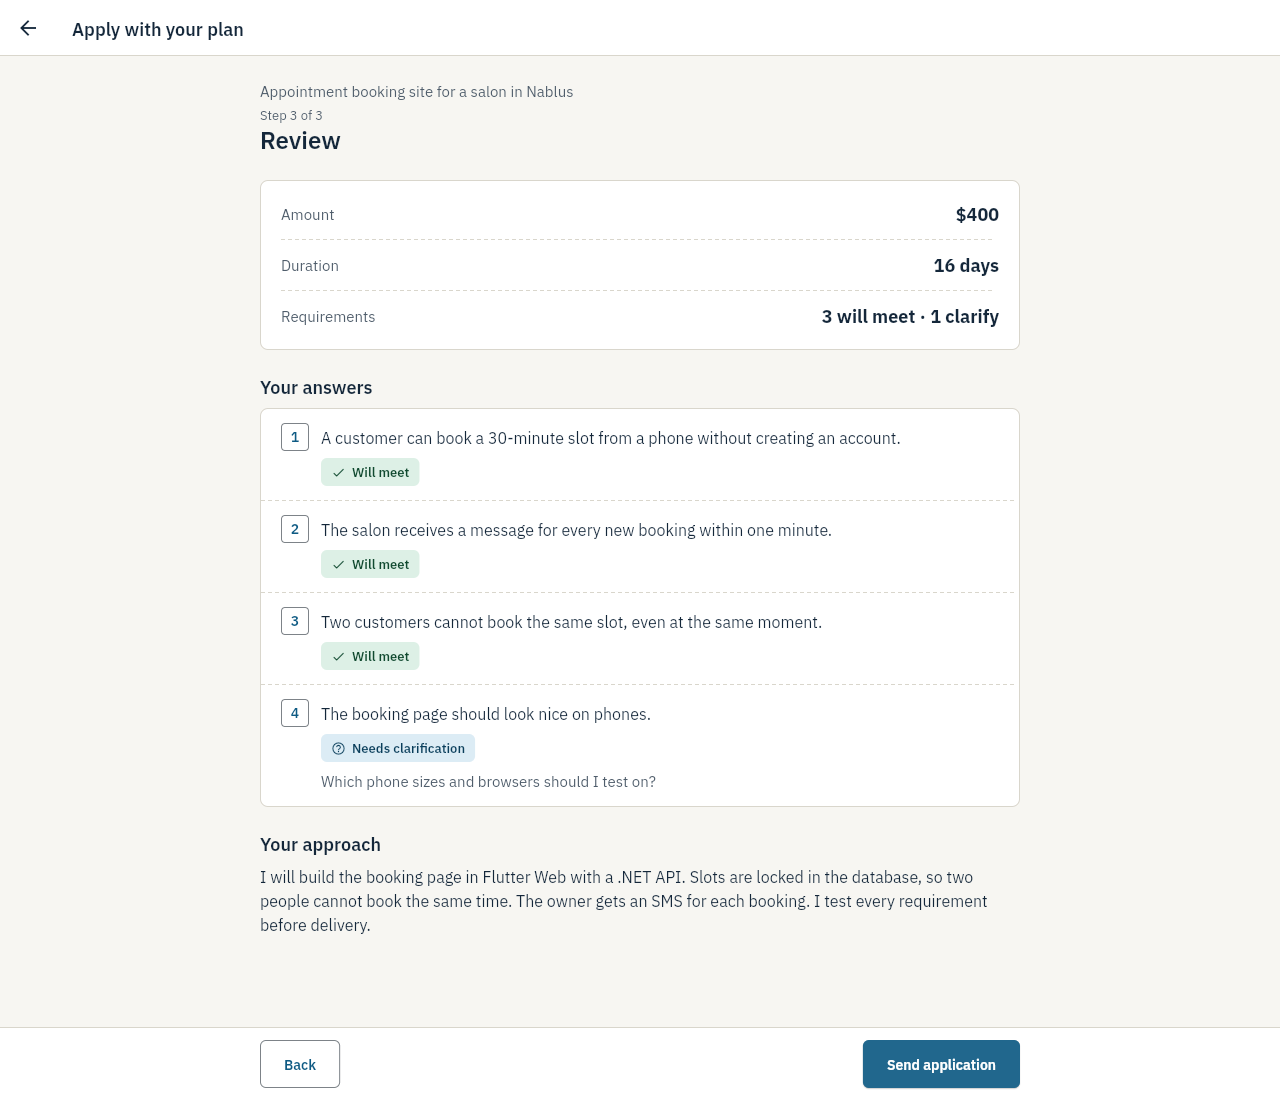 Apply with your plan
Appointment booking site for a salon in Nablus
Step 3 of 3
Review
Amount $400
Duration 16 days
Requirements 3 will meet · 1 clarify
Your answers
1 A customer can book a 30-minute slot from a phone without creating an account.
Will meet
2 The salon receives a message for every new booking within one minute.
Will meet
3 Two customers cannot book the same slot, even at the same moment.
Will meet
4 The booking page should look nice on phones.
Needs clarification
Which phone sizes and browsers should I test on?
Your approach
I will build the booking page in Flutter Web with a .NET API. Slots are locked in the database, so two
people cannot book the same time. The owner gets an SMS for each booking. I test every requirement
before delivery.
Back Send application